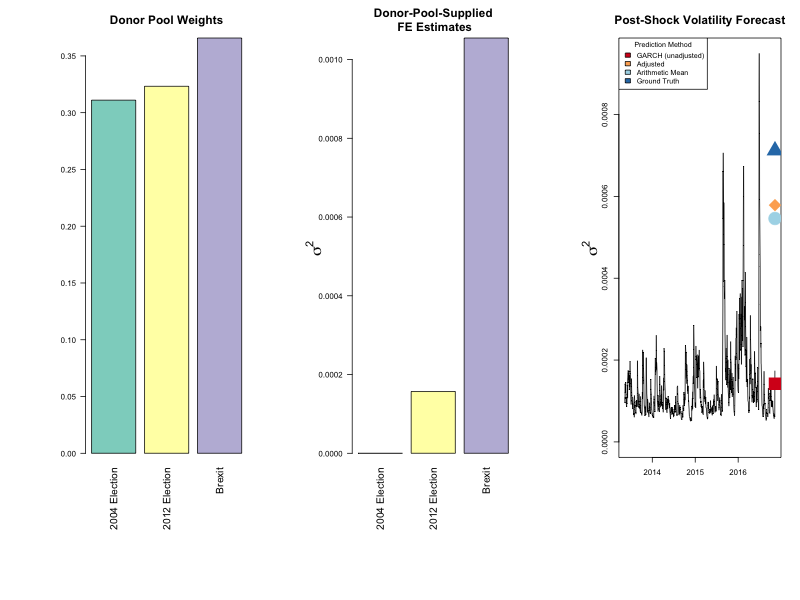 Donor Pool Weights
0.35
0.30
0.25
0.20
0.15
0.10
0.05
0.00
2004 Election
2012 Election
Brexit
Donor-Pool-Supplied
FE Estimates
σ²
0.0010
0.0008
0.0006
0.0004
0.0002
0.0000
2004 Election
2012 Election
Brexit
Post-Shock Volatility Forecast
Prediction Method
GARCH (unadjusted)
Adjusted
Arithmetic Mean
Ground Truth
σ²
0.0008
0.0006
0.0004
0.0002
0.0000
2014
2015
2016